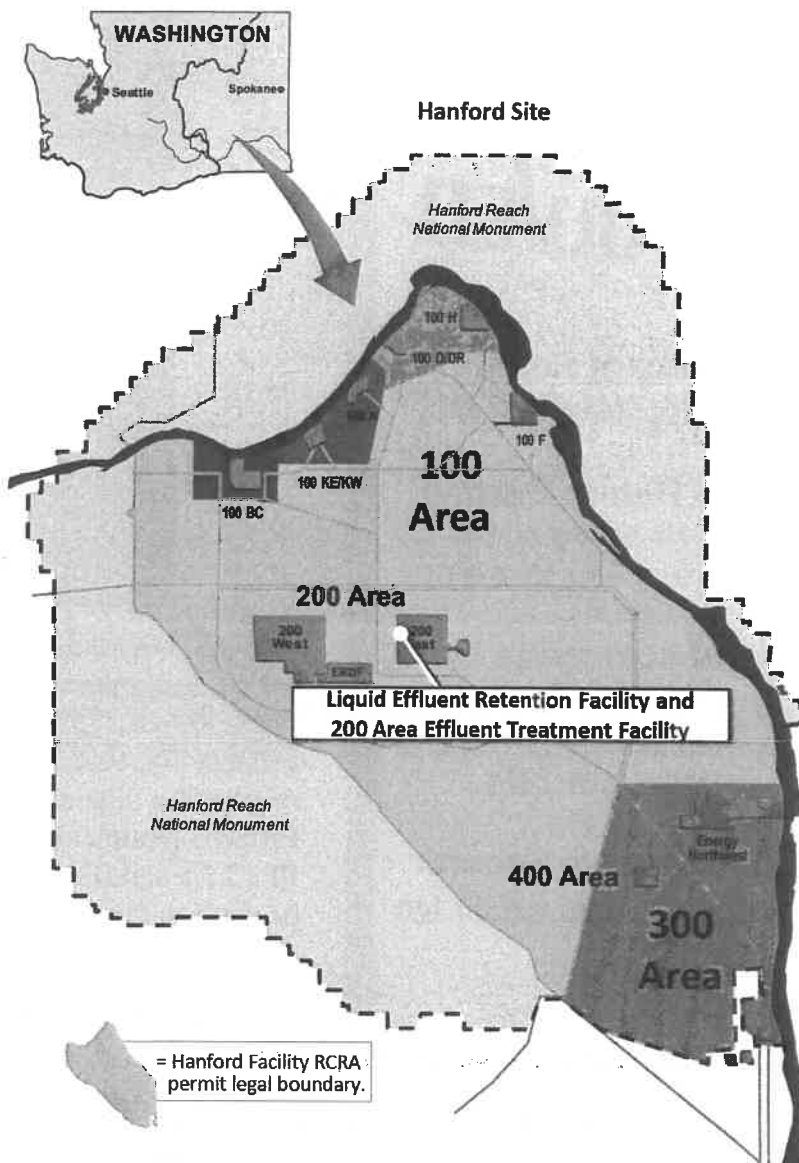 WASHINGTON
Seattle
Spokane
Hanford Site
Hanford Reach
National Monument
100 H
100 D/DR
100 F
100
Area
100 KE/KW
100 BC
200 Area
200
West
200
East
ERDF
Liquid Effluent Retention Facility and
200 Area Effluent Treatment Facility
Hanford Reach
National Monument
Energy
Northwest
400 Area
300
Area
= Hanford Facility RCRA
permit legal boundary.